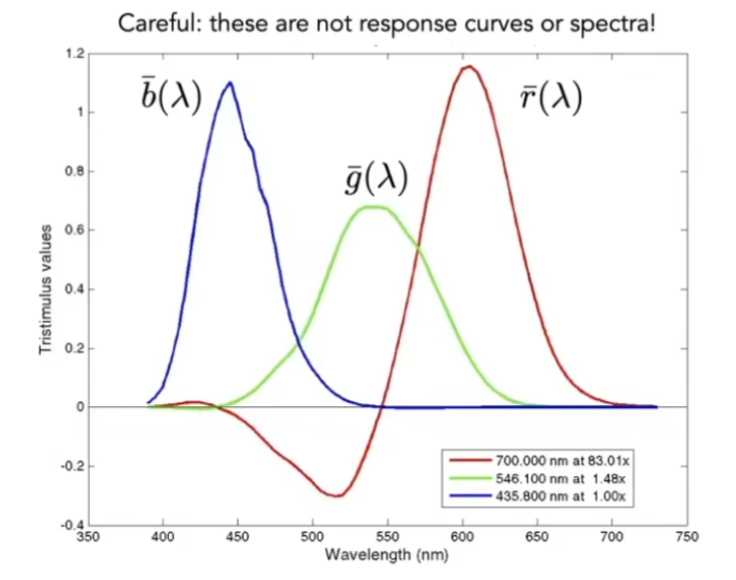 Careful: these are not response curves or spectra!
1.2
1
0.8
0.6
0.4
0.2
0
-0.2
-0.4
Tristimulus values
b̄(λ)
ḡ(λ)
r̄(λ)
700.000 nm at 83.01x
546.100 nm at 1.48x
435.800 nm at 1.00x
350 400 450 500 550 600 650 700 750
Wavelength (nm)